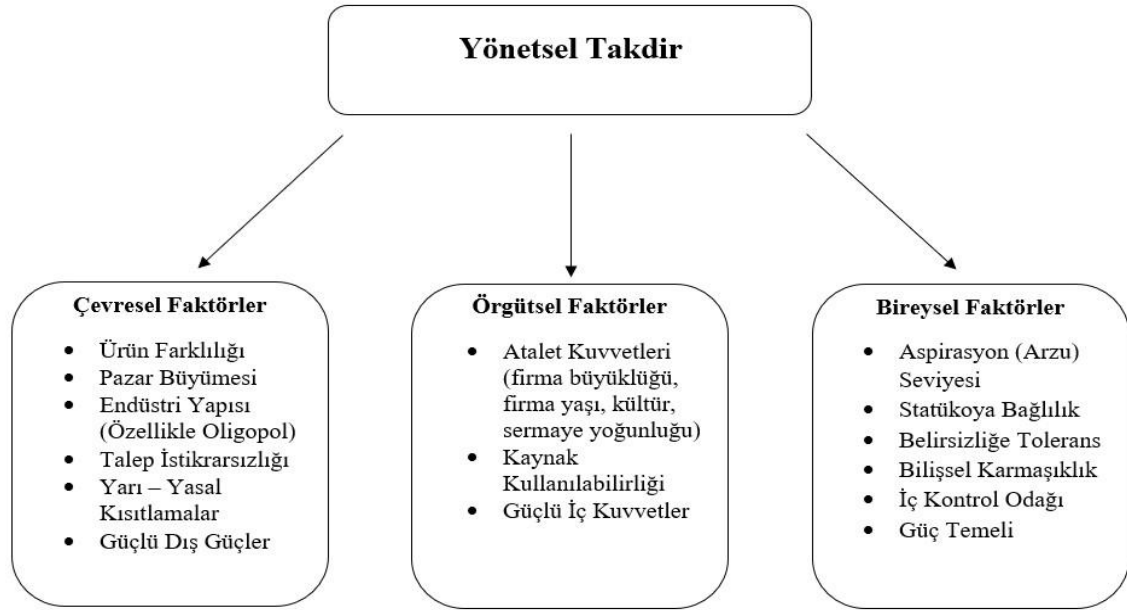 Yönetsel Takdir
Çevresel Faktörler
• Ürün Farklılığı
• Pazar Büyümesi
• Endüstri Yapısı
(Özellikle Oligopol)
• Talep İstikrarsızlığı
• Yarı – Yasal
Kısıtlamalar
• Güçlü Dış Güçler
Örgütsel Faktörler
• Atalet Kuvvetleri
(firma büyüklüğü,
firma yaşı, kültür,
sermaye yoğunluğu)
• Kaynak
Kullanılabilirliği
• Güçlü İç Kuvvetler
Bireysel Faktörler
• Aspirasyon (Arzu)
Seviyesi
• Statükoya Bağlılık
• Belirsizliğe Tolerans
• Bilişsel Karmaşıklık
• İç Kontrol Odağı
• Güç Temeli